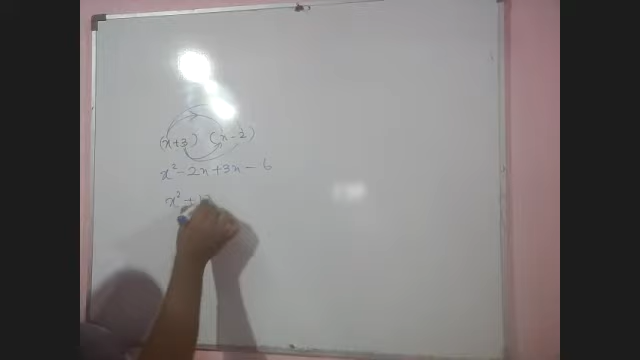 (x+3) (x-2)
x² - 2x + 3x - 6
x² +